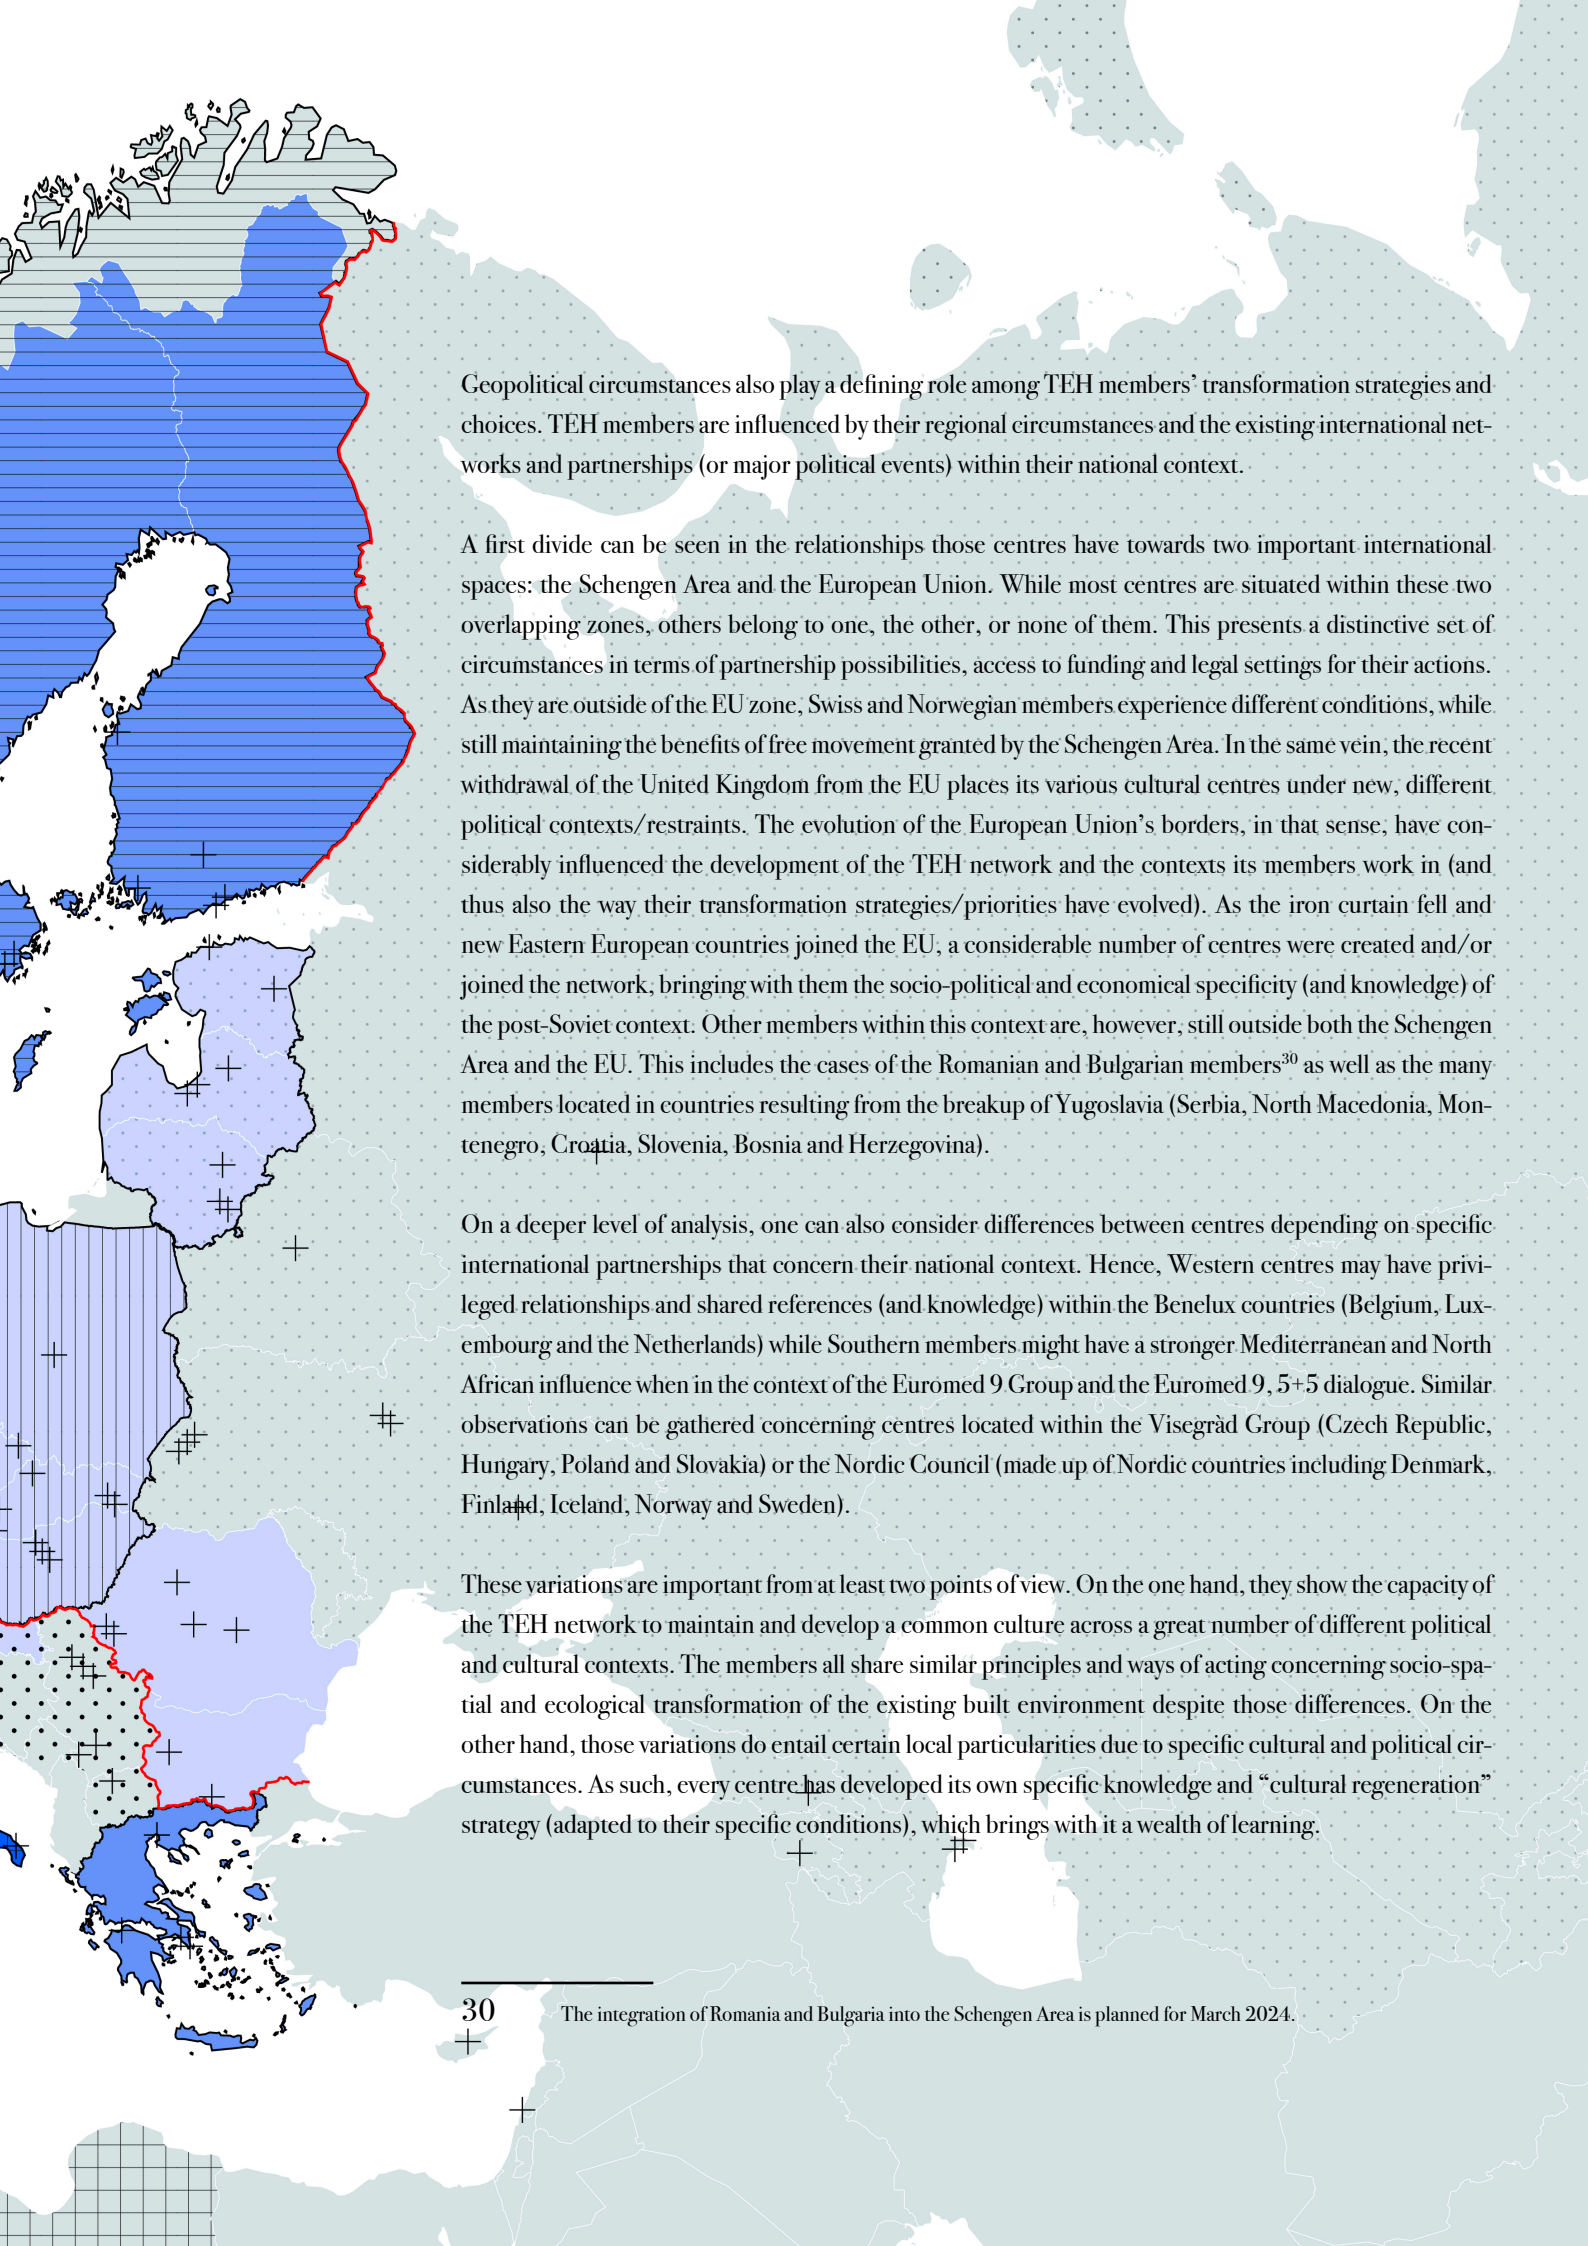 Geopolitical circumstances also play a defining role among TEH members’ transformation strategies and
choices. TEH members are influenced by their regional circumstances and the existing international net-
works and partnerships (or major political events) within their national context.
A first divide can be seen in the relationships those centres have towards two important international
spaces: the Schengen Area and the European Union. While most centres are situated within these two
overlapping zones, others belong to one, the other, or none of them. This presents a distinctive set of
circumstances in terms of partnership possibilities, access to funding and legal settings for their actions.
As they are outside of the EU zone, Swiss and Norwegian members experience different conditions, while
still maintaining the benefits of free movement granted by the Schengen Area. In the same vein, the recent
withdrawal of the United Kingdom from the EU places its various cultural centres under new, different
political contexts/restraints. The evolution of the European Union’s borders, in that sense, have con-
siderably influenced the development of the TEH network and the contexts its members work in (and
thus also the way their transformation strategies/priorities have evolved). As the iron curtain fell and
new Eastern European countries joined the EU, a considerable number of centres were created and/or
joined the network, bringing with them the socio-political and economical specificity (and knowledge) of
the post-Soviet context. Other members within this context are, however, still outside both the Schengen
Area and the EU. This includes the cases of the Romanian and Bulgarian members³⁰ as well as the many
members located in countries resulting from the breakup of Yugoslavia (Serbia, North Macedonia, Mon-
tenegro, Croatia, Slovenia, Bosnia and Herzegovina).
On a deeper level of analysis, one can also consider differences between centres depending on specific
international partnerships that concern their national context. Hence, Western centres may have privi-
leged relationships and shared references (and knowledge) within the Benelux countries (Belgium, Lux-
embourg and the Netherlands) while Southern members might have a stronger Mediterranean and North
African influence when in the context of the Euromed 9 Group and the Euromed 9, 5+5 dialogue. Similar
observations can be gathered concerning centres located within the Visegràd Group (Czech Republic,
Hungary, Poland and Slovakia) or the Nordic Council (made up of Nordic countries including Denmark,
Finland, Iceland, Norway and Sweden).
These variations are important from at least two points of view. On the one hand, they show the capacity of
the TEH network to maintain and develop a common culture across a great number of different political
and cultural contexts. The members all share similar principles and ways of acting concerning socio-spa-
tial and ecological transformation of the existing built environment despite those differences. On the
other hand, those variations do entail certain local particularities due to specific cultural and political cir-
cumstances. As such, every centre has developed its own specific knowledge and “cultural regeneration”
strategy (adapted to their specific conditions), which brings with it a wealth of learning.
30 The integration of Romania and Bulgaria into the Schengen Area is planned for March 2024.